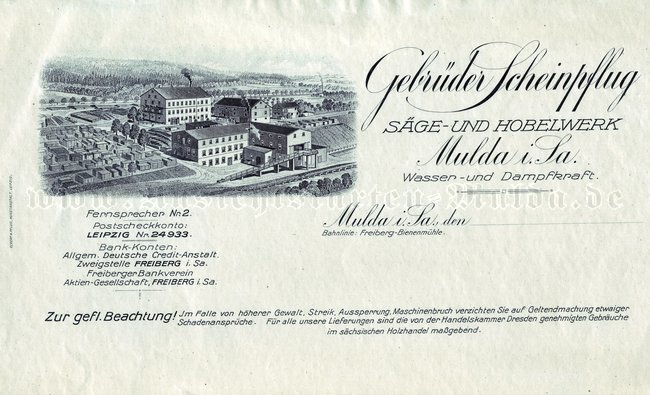 Gebrüder Scheinpflug
SÄGE-UND HOBELWERK
Mulda i. Sa.
Wasser-und Dampfkraft.
Fernsprecher Nr. 2.
Postscheckkonto:
LEIPZIG Nr. 24933.
Bank-Konten:
Allgem. Deutsche Credit-Anstalt.
Zweigstelle FREIBERG i. Sa.
Freiberger Bankverein
Aktien-Gesellschaft, FREIBERG i. Sa.
Mulda i. Sa., den
Bahnlinie: Freiberg-Bienenmühle.
Zur gefl. Beachtung! Im Falle von höherer Gewalt, Streik, Aussperrung, Maschinenbruch verzichten Sie auf Geltendmachung etwaiger
Schadenansprüche. Für alle unsere Lieferungen sind die von der Handelskammer Dresden genehmigten Gebräuche
im sächsischen Holzhandel maßgebend.